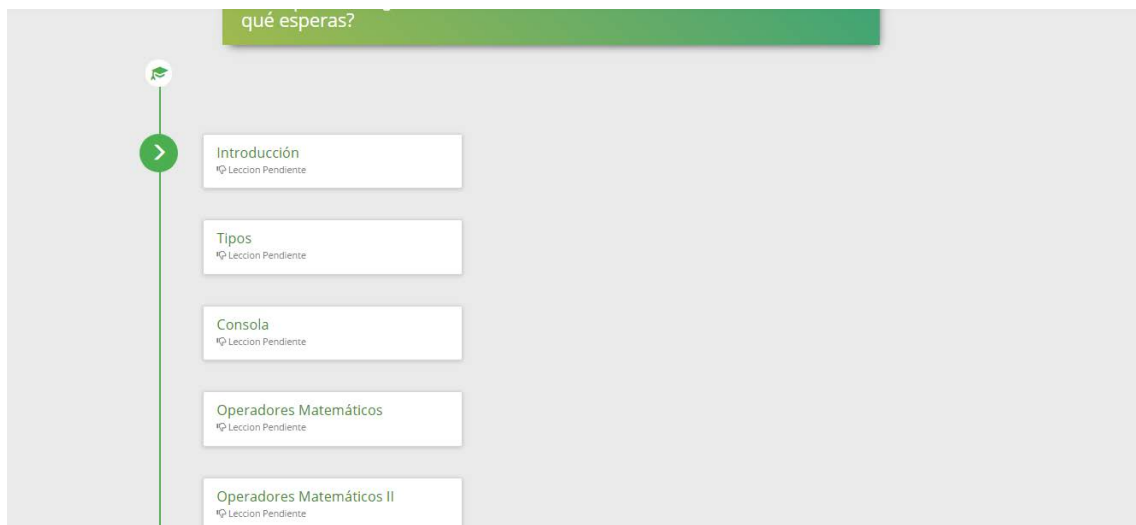 qué esperas?
Introducción
Leccion Pendiente
Tipos
Leccion Pendiente
Consola
Leccion Pendiente
Operadores Matemáticos
Leccion Pendiente
Operadores Matemáticos II
Leccion Pendiente